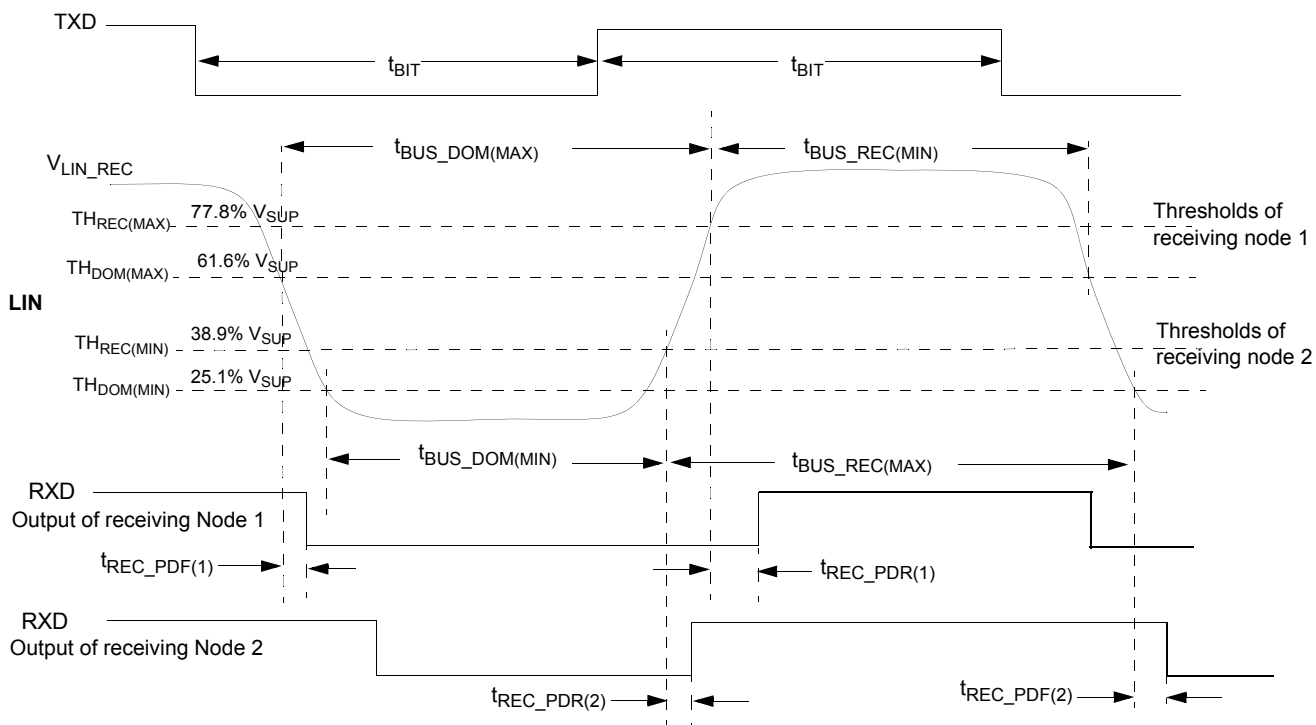 TXD
tBIT
tBIT
tBUS_DOM(MAX)
tBUS_REC(MIN)
VLIN_REC
THREC(MAX)
77.8% VSUP
Thresholds of
receiving node 1
THDOM(MAX)
61.6% VSUP
LIN
THREC(MIN)
38.9% VSUP
Thresholds of
receiving node 2
THDOM(MIN)
25.1% VSUP
tBUS_DOM(MIN)
tBUS_REC(MAX)
RXD
Output of receiving Node 1
tREC_PDF(1)
tREC_PDR(1)
RXD
Output of receiving Node 2
tREC_PDR(2)
tREC_PDF(2)